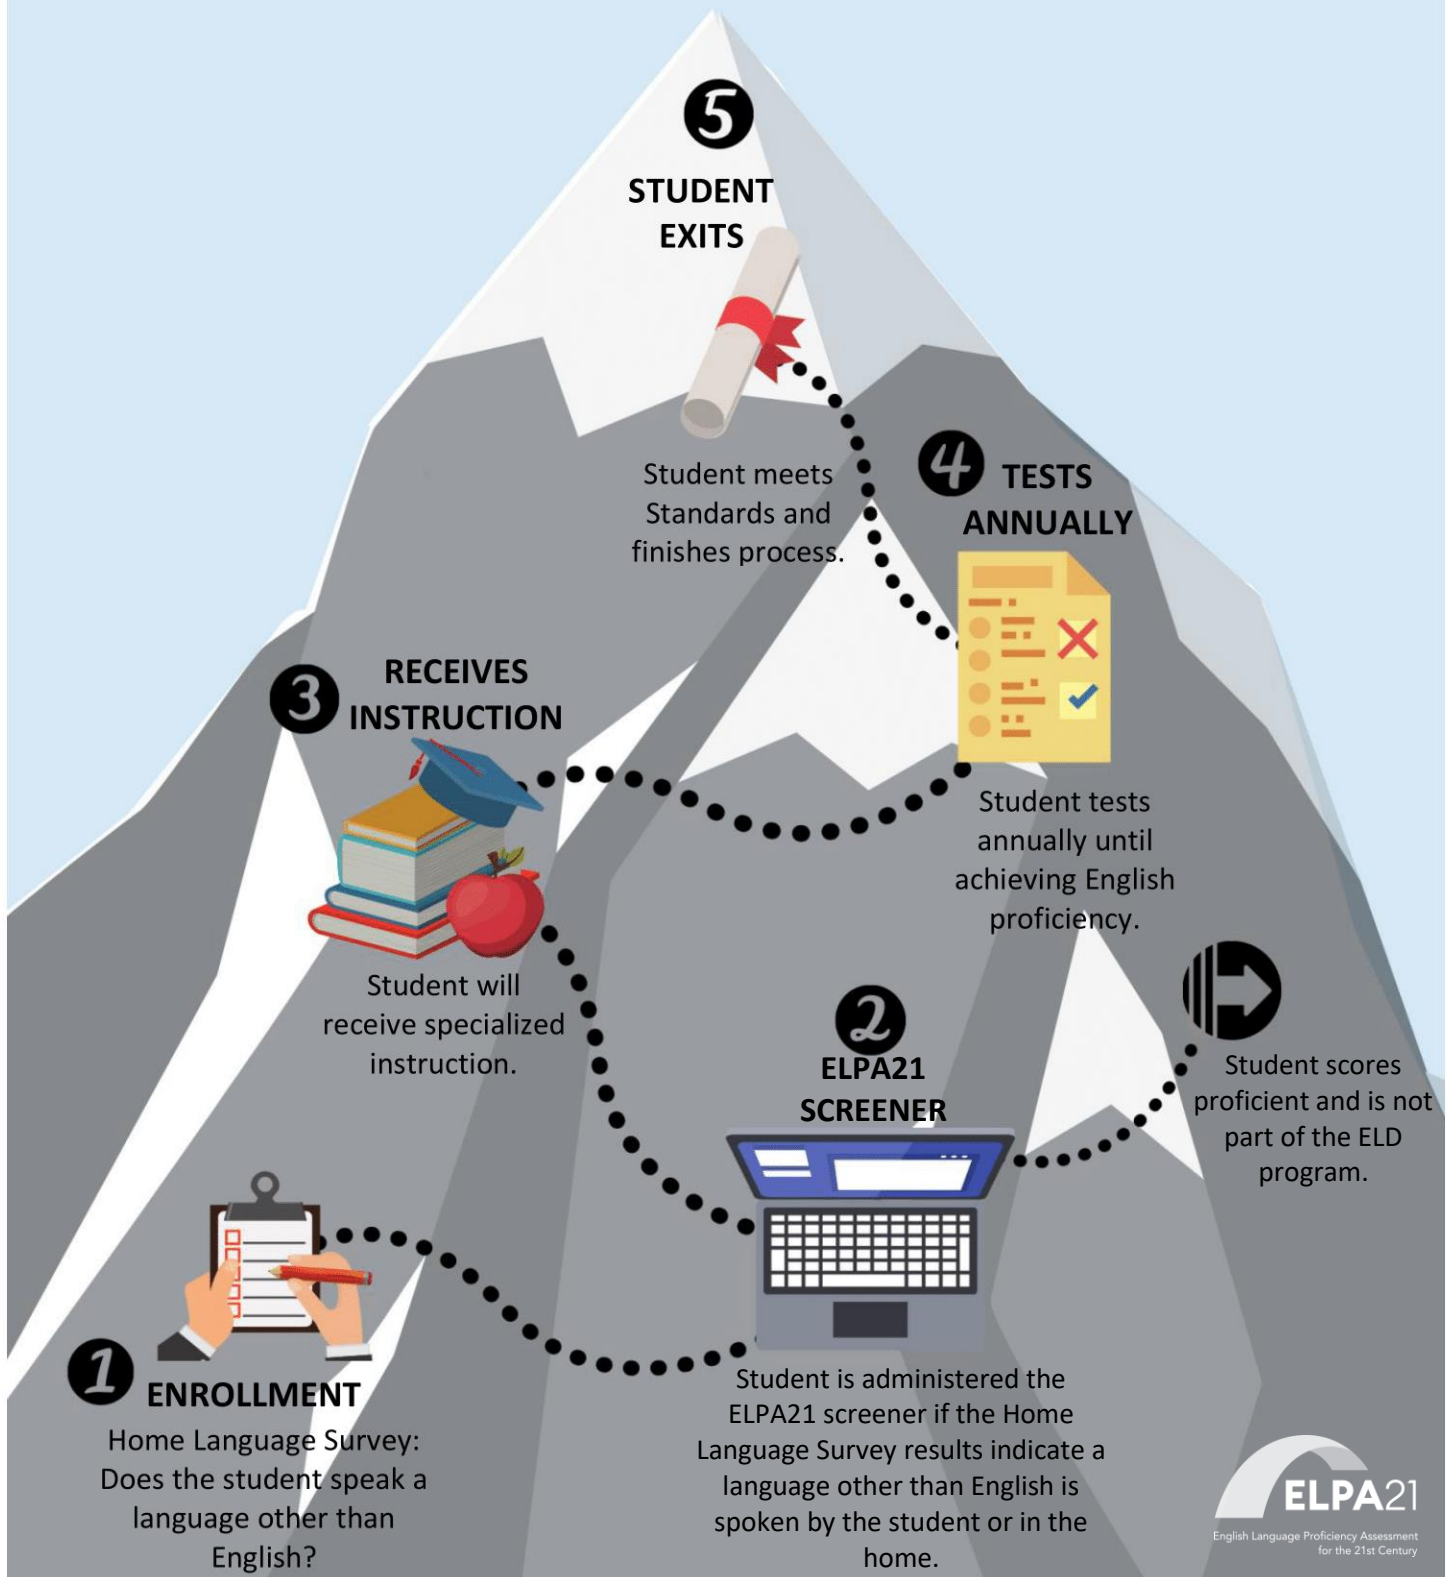 5
STUDENT
EXITS
Student meets
Standards and
finishes process.
4
TESTS
ANNUALLY
Student tests
annually until
achieving English
proficiency.
3
RECEIVES
INSTRUCTION
Student will
receive specialized
instruction.
2
ELPA21
SCREENER
Student is administered the
ELPA21 screener if the Home
Language Survey results indicate a
language other than English is
spoken by the student or in the
home.
Student scores
proficient and is not
part of the ELD
program.
1
ENROLLMENT
Home Language Survey:
Does the student speak a
language other than
English?
ELPA21
English Language Proficiency Assessment
for the 21st Century